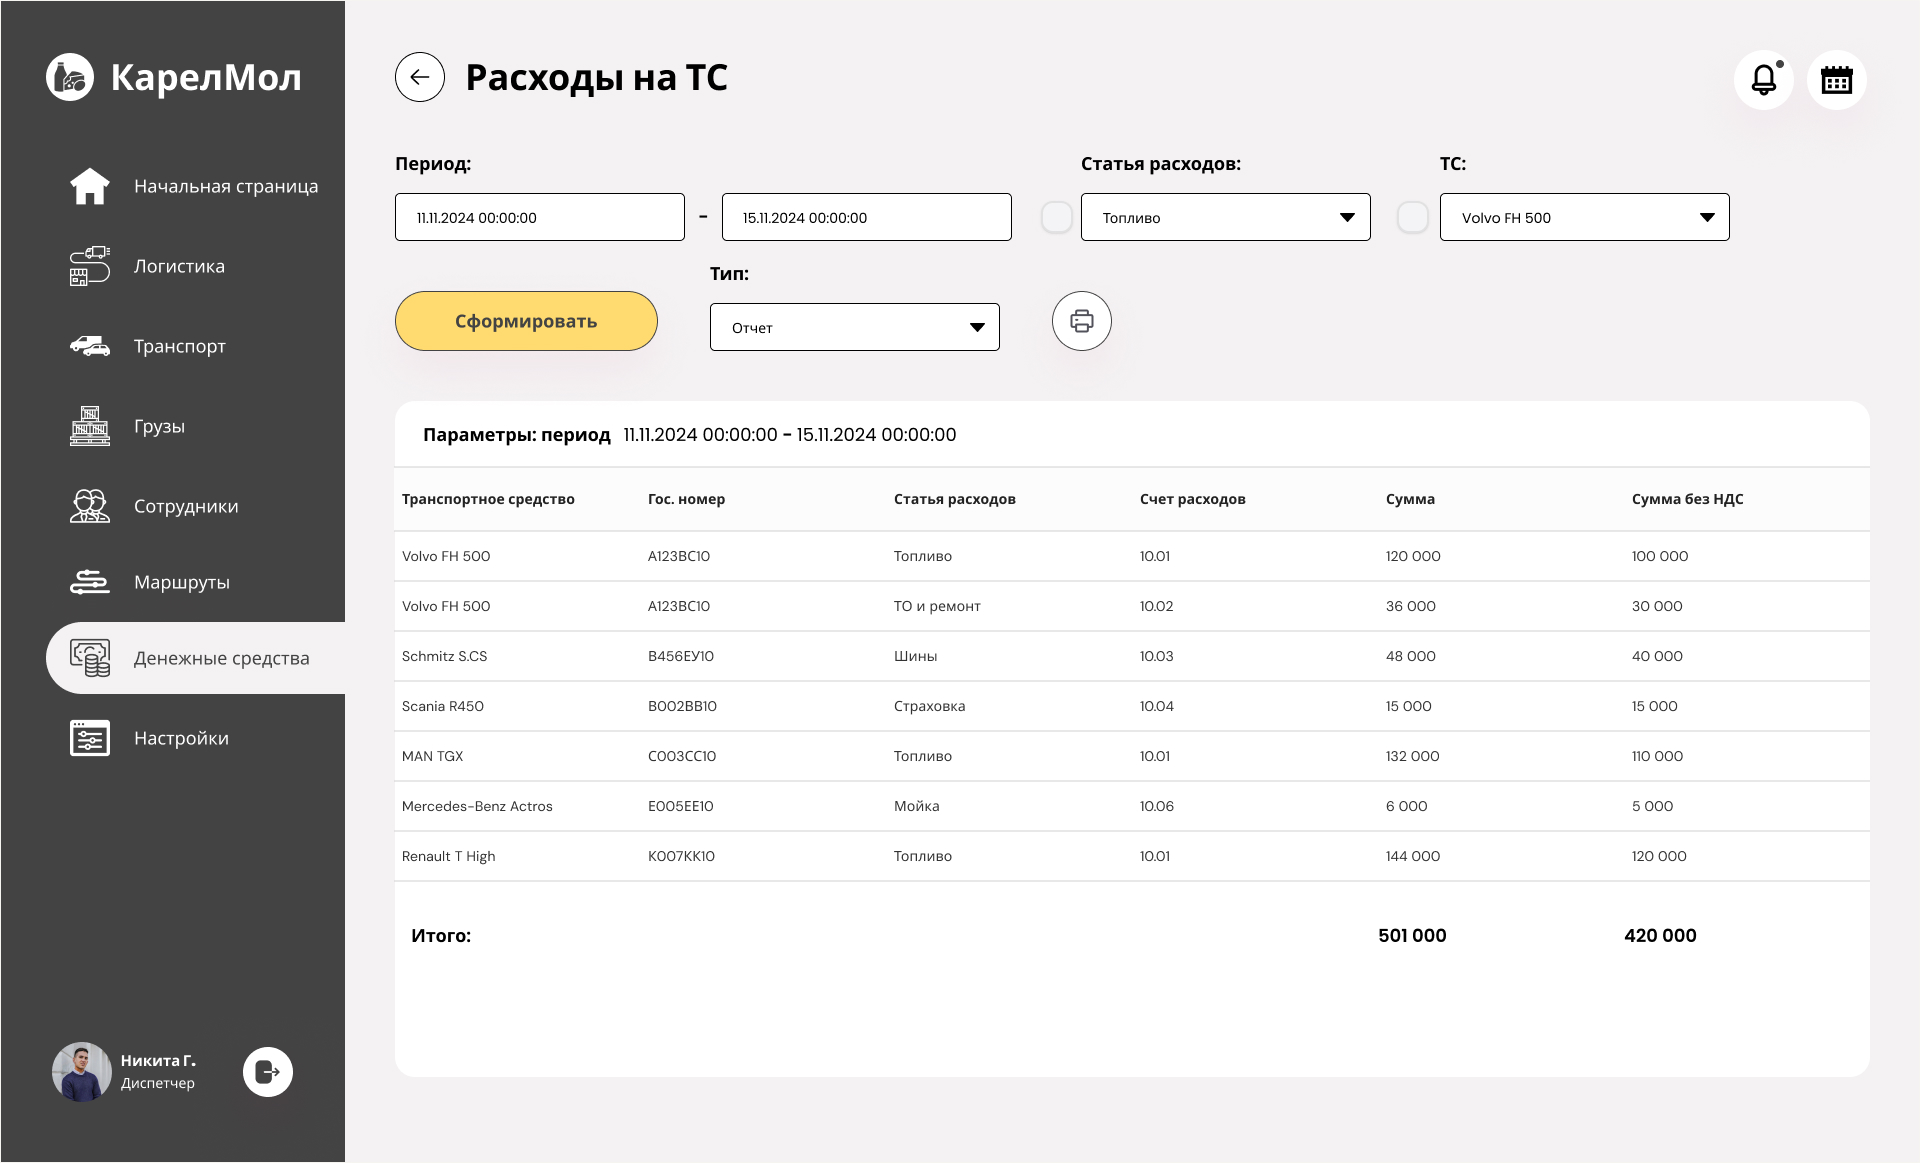 КарелМол
Начальная страница
Логистика
Транспорт
Грузы
Сотрудники
Маршруты
Денежные средства
Настройки
Никита Г.
Диспетчер
Расходы на ТС
Период: Статья расходов: ТС:
11.11.2024 00:00:00 - 15.11.2024 00:00:00 Топливо Volvo FH 500
Тип:
Сформировать Отчет
Параметры: период 11.11.2024 00:00:00 - 15.11.2024 00:00:00
Транспортное средство Гос. номер Статья расходов Счет расходов Сумма Сумма без НДС
Volvo FH 500 А123ВС10 Топливо 10.01 120 000 100 000
Volvo FH 500 А123ВС10 ТО и ремонт 10.02 36 000 30 000
Schmitz S.CS В456ЕУ10 Шины 10.03 48 000 40 000
Scania R450 В002ВВ10 Страховка 10.04 15 000 15 000
MAN TGX С003СС10 Топливо 10.01 132 000 110 000
Mercedes-Benz Actros Е005ЕЕ10 Мойка 10.06 6 000 5 000
Renault T High К007КК10 Топливо 10.01 144 000 120 000
Итого: 501 000 420 000